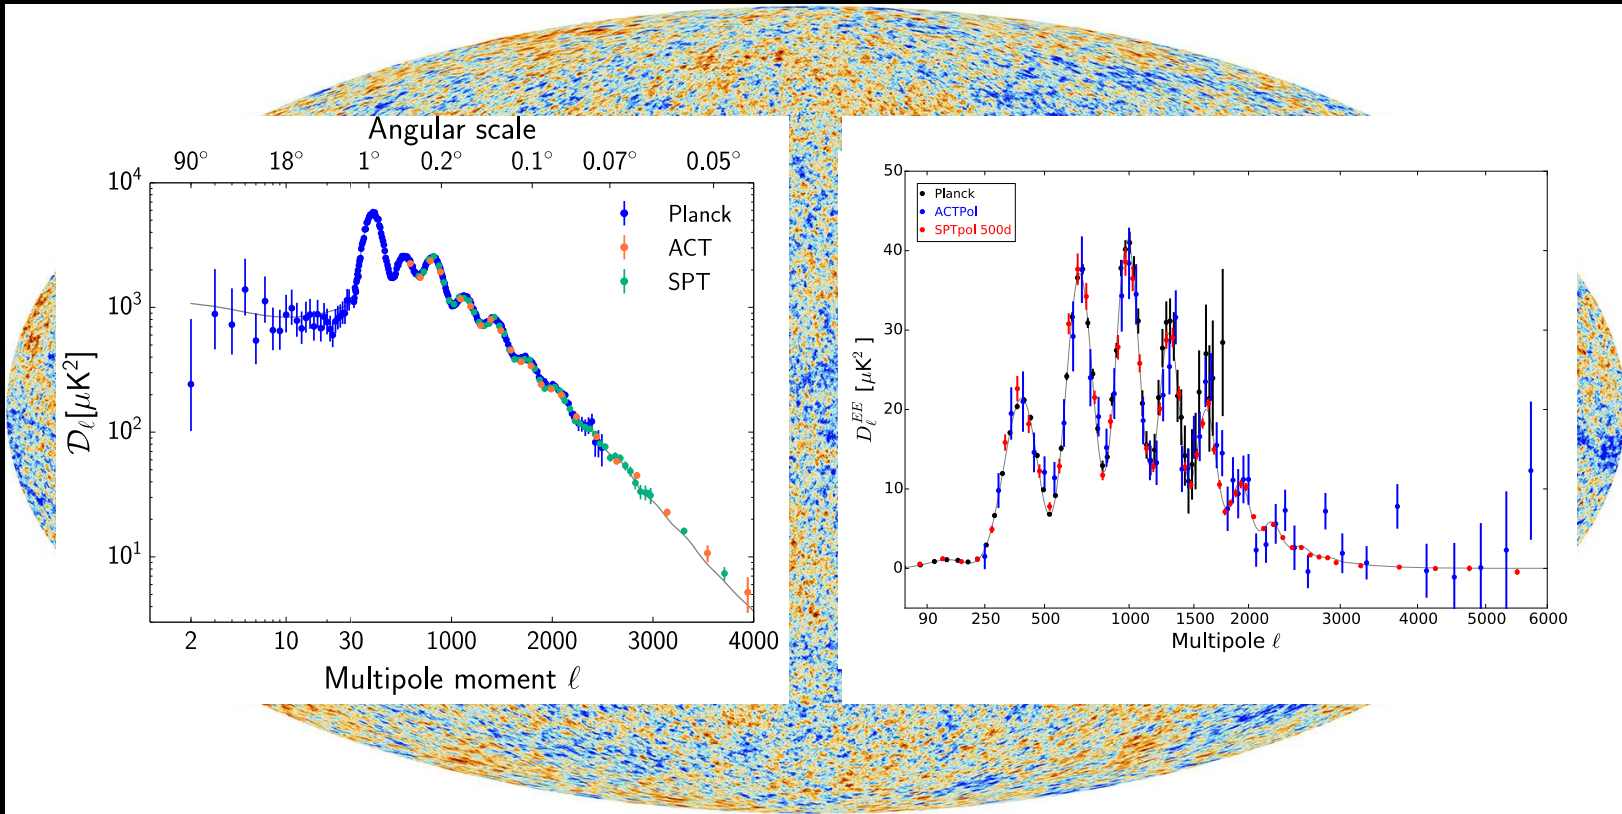 Angular scale
90° 18° 1° 0.2° 0.1° 0.07° 0.05°
10⁴
10³
10²
10¹
𝒟ℓ[μK²]
Planck
ACT
SPT
2 10 30 1000 2000 3000 4000
Multipole moment ℓ
50
40
30
20
10
0
Dℓᴱᴱ [μK²]
Planck
ACTPol
SPTpol 500d
90 250 500 1000 1500 2000 3000 4000 5000 6000
Multipole ℓ